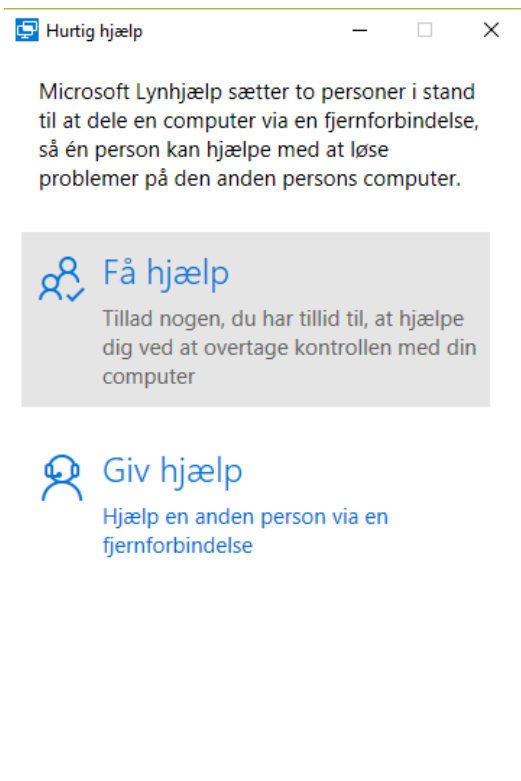 Hurtig hjælp
Microsoft Lynhjælp sætter to personer i stand
til at dele en computer via en fjernforbindelse,
så én person kan hjælpe med at løse
problemer på den anden persons computer.
Få hjælp
Tillad nogen, du har tillid til, at hjælpe
dig ved at overtage kontrollen med din
computer
Giv hjælp
Hjælp en anden person via en
fjernforbindelse